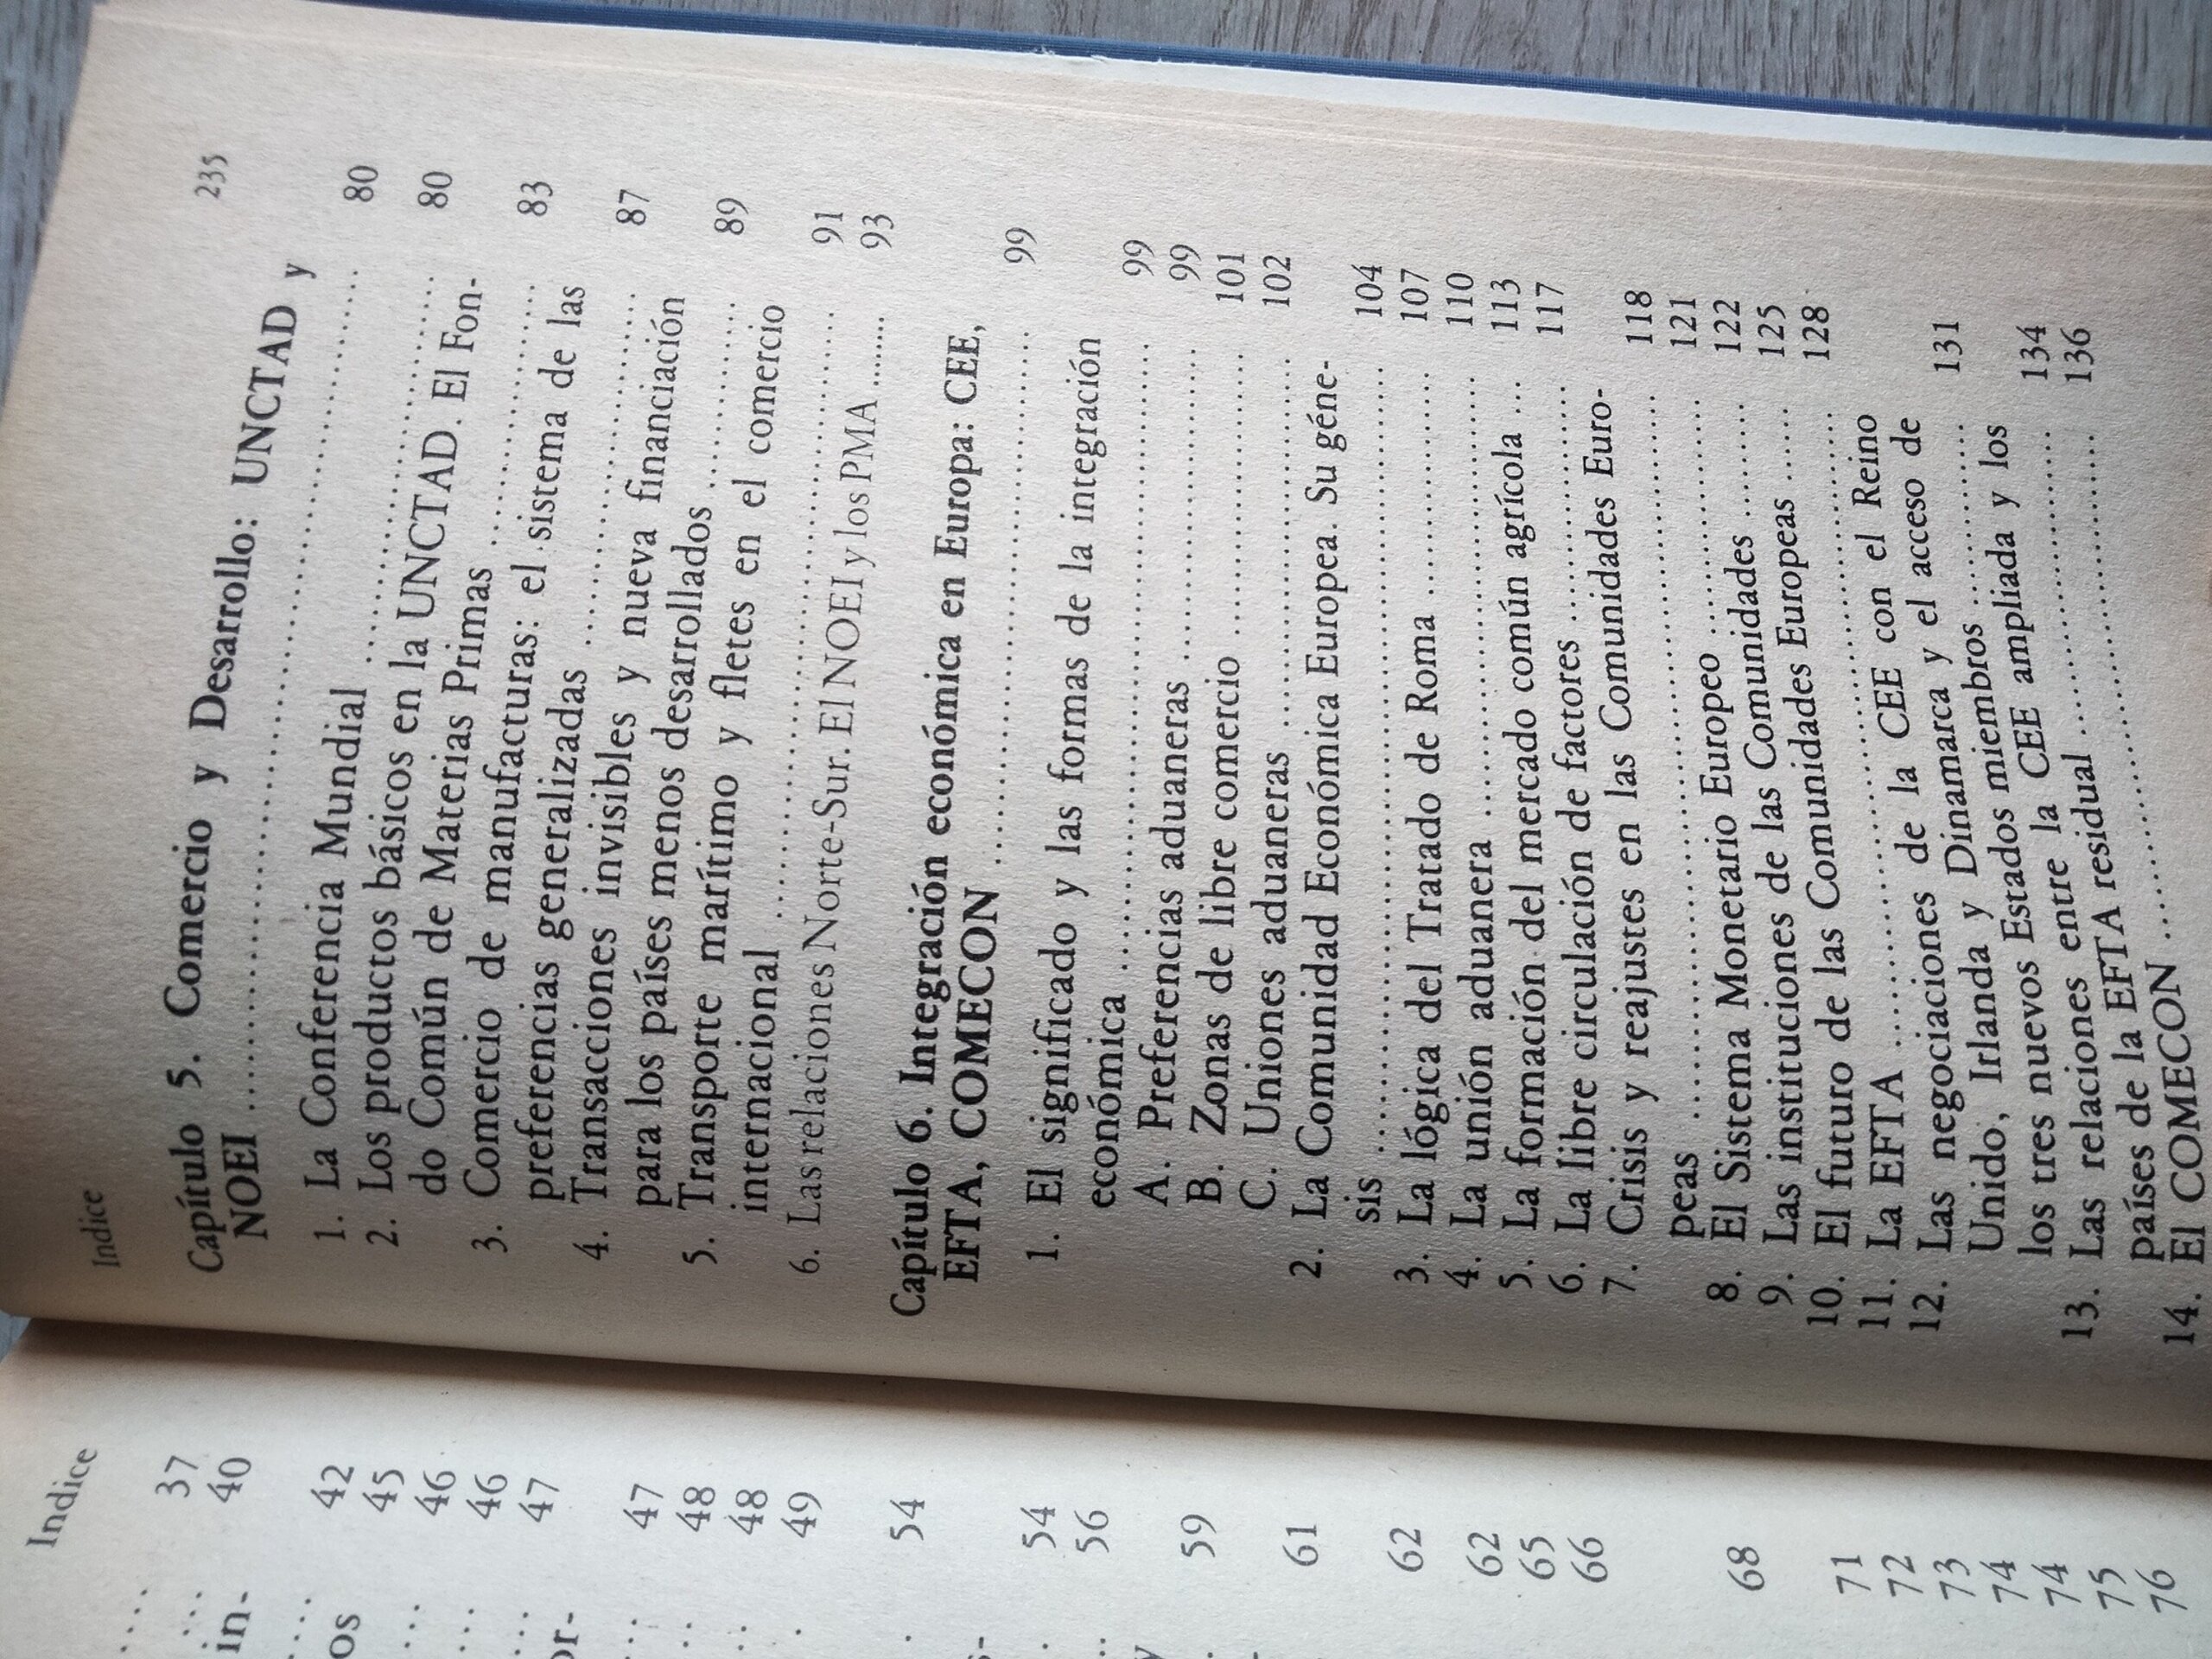 Indice
37
in- 40
42
os 45
46
46
or- 47
47
48
48
49
54
54
56
59
y
61
62
62
65
66
68
71
72
73
74
74
75
76
Indice 235
Capítulo 5. Comercio y Desarrollo: UNCTAD y
NOEI 80
1. La Conferencia Mundial 80
2. Los productos básicos en la UNCTAD. El Fon-
do Común de Materias Primas 83
3. Comercio de manufacturas: el sistema de las
preferencias generalizadas 87
4. Transacciones invisibles y nueva financiación
para los países menos desarrollados 89
5. Transporte marítimo y fletes en el comercio
internacional 91
6. Las relaciones Norte-Sur. El NOEI y los PMA 93
Capítulo 6. Integración económica en Europa: CEE,
EFTA, COMECON 99
1. El significado y las formas de la integración
económica 99
A. Preferencias aduaneras 99
B. Zonas de libre comercio 101
C. Uniones aduaneras 102
2. La Comunidad Económica Europea. Su géne-
sis 104
3. La lógica del Tratado de Roma 107
4. La unión aduanera 110
5. La formación del mercado común agrícola 113
6. La libre circulación de factores 117
7. Crisis y reajustes en las Comunidades Euro-
peas 118
8. El Sistema Monetario Europeo 121
9. Las instituciones de las Comunidades 122
10. El futuro de las Comunidades Europeas 125
11. La EFTA 128
12. Las negociaciones de la CEE con el Reino
Unido, Irlanda y Dinamarca y el acceso de
los tres nuevos Estados miembros 131
13. Las relaciones entre la CEE ampliada y los
países de la EFTA residual 134
14. El COMECON 136